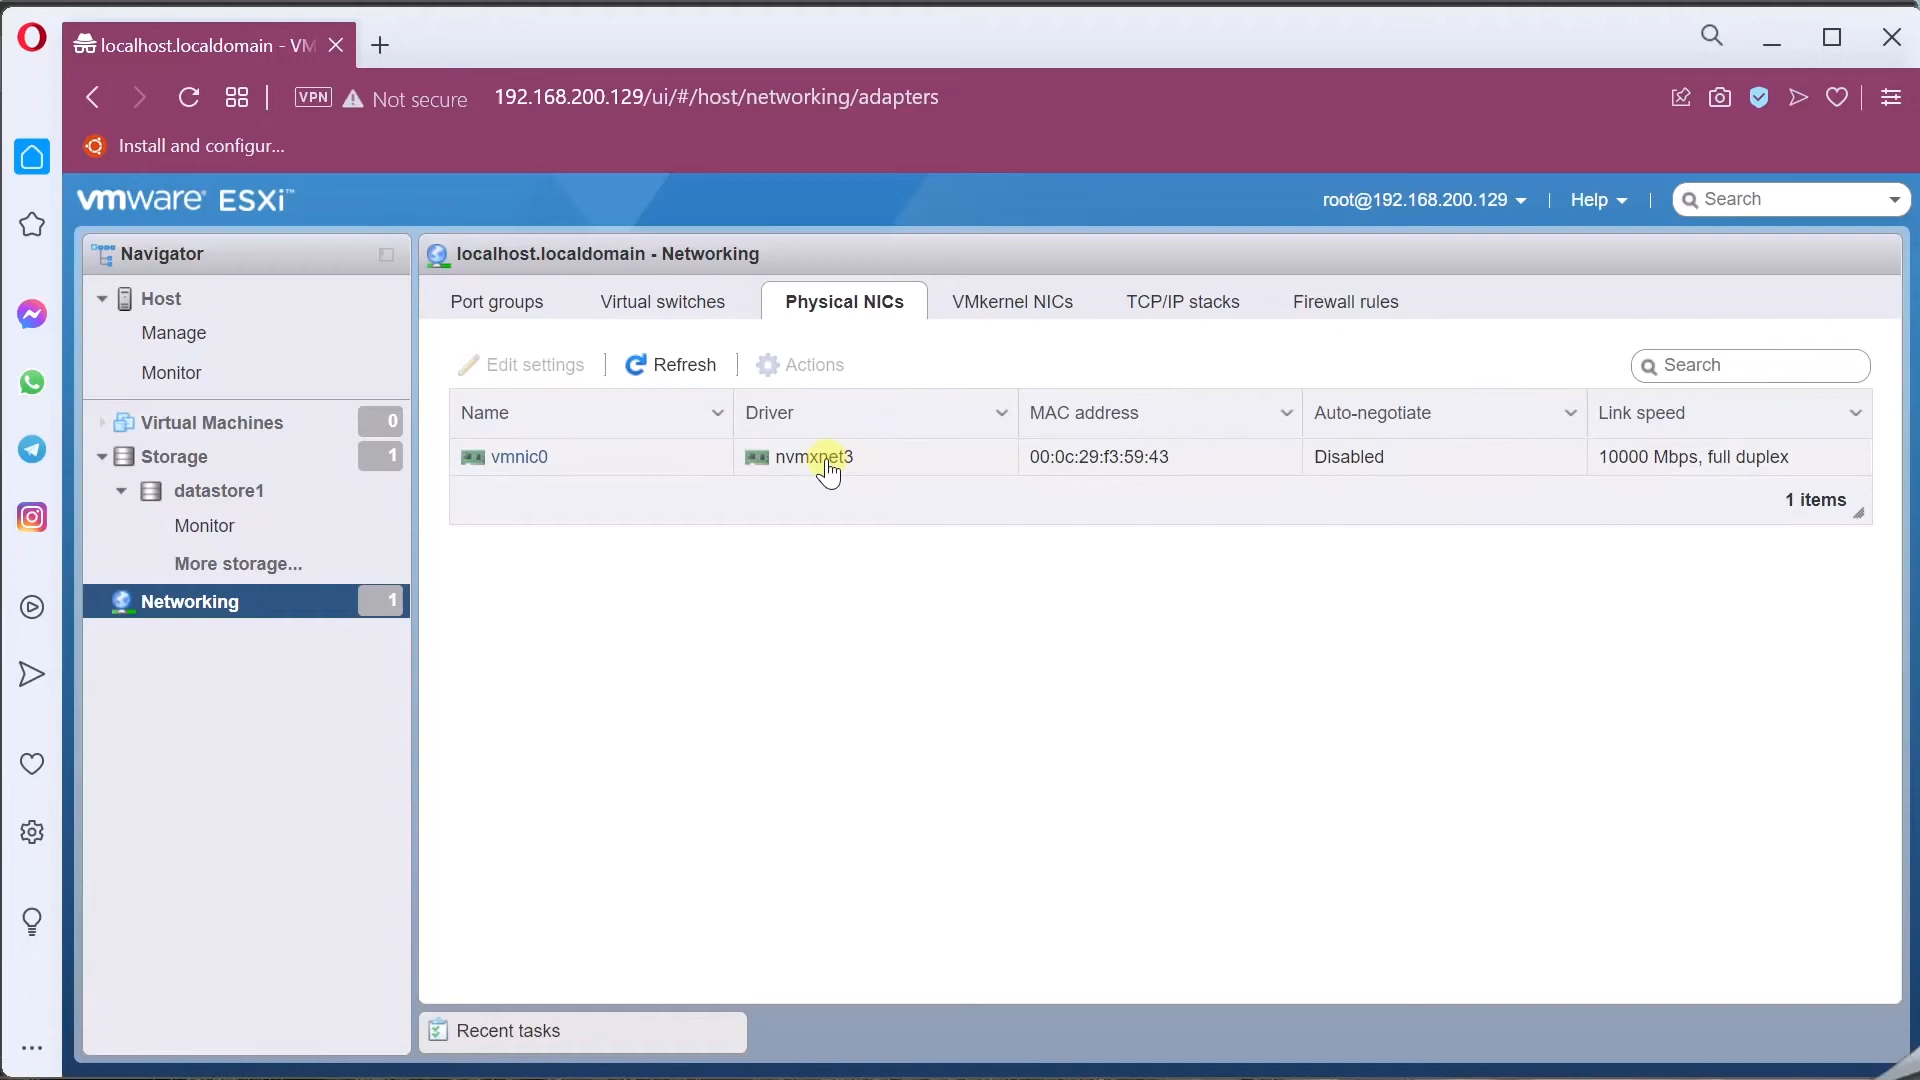 localhost.localdomain - VM
VPN Not secure 192.168.200.129/ui/#/host/networking/adapters
Install and configur...
vmware® ESXi™
root@192.168.200.129 | Help | Search
Navigator
Host
Manage
Monitor
Virtual Machines 0
Storage 1
datastore1
Monitor
More storage...
Networking 1
localhost.localdomain - Networking
Port groups Virtual switches Physical NICs VMkernel NICs TCP/IP stacks Firewall rules
Edit settings | Refresh | Actions Search
Name Driver MAC address Auto-negotiate Link speed
vmnic0 nvmxnet3 00:0c:29:f3:59:43 Disabled 10000 Mbps, full duplex
1 items
Recent tasks